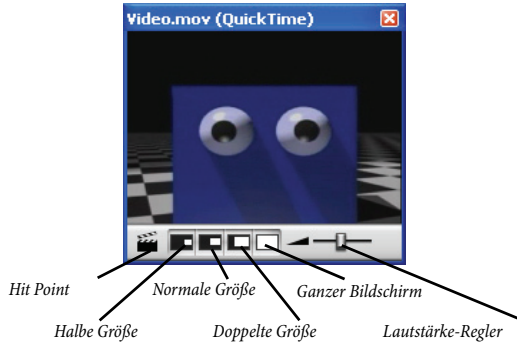 Video.mov (QuickTime)
Hit Point
Normale Größe
Ganzer Bildschirm
Halbe Größe
Doppelte Größe
Lautstärke-Regler